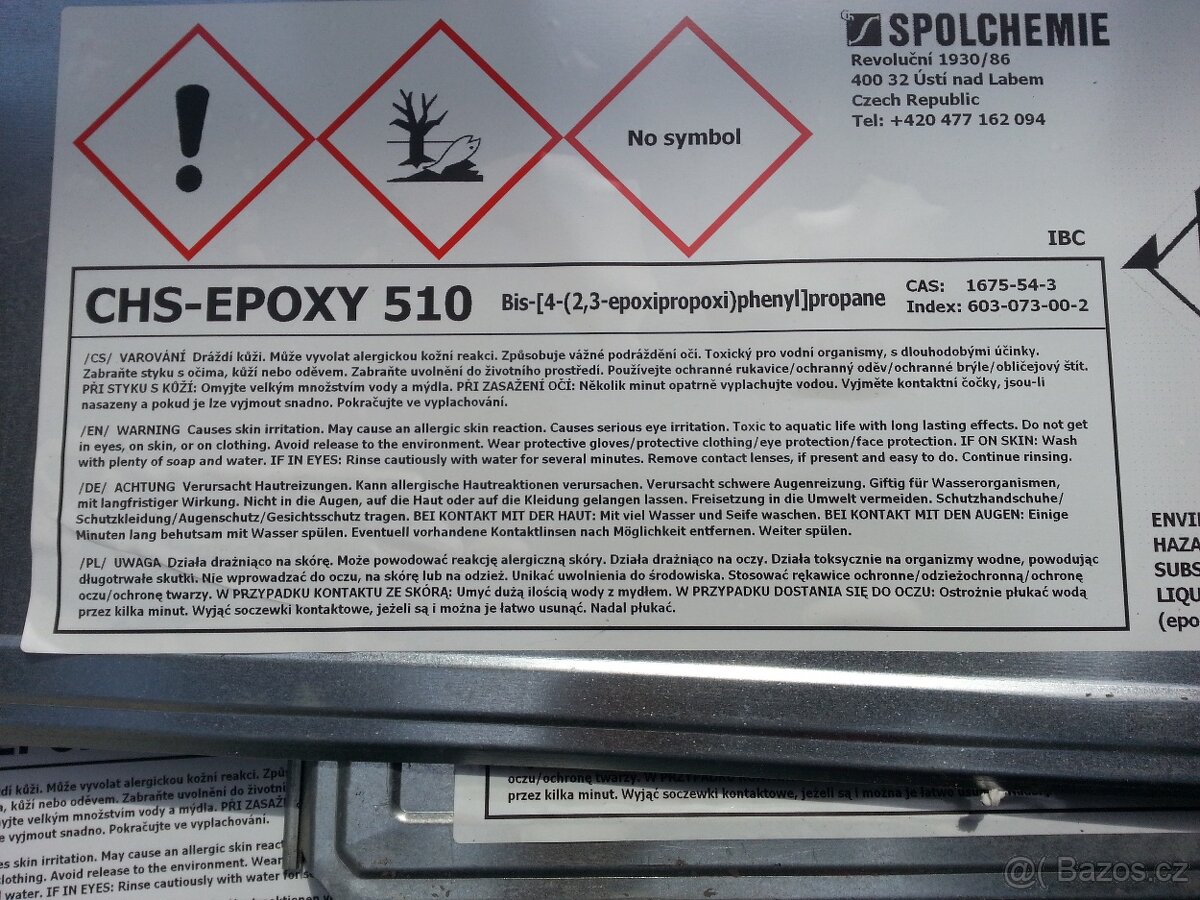 SPOLCHEMIE
Revoluční 1930/86
400 32 Ústí nad Labem
Czech Republic
Tel: +420 477 162 094
No symbol
IBC
CHS-EPOXY 510 Bis-[4-(2,3-epoxipropoxi)phenyl]propane
CAS: 1675-54-3
Index: 603-073-00-2
/CS/ VAROVÁNÍ Dráždí kůži. Může vyvolat alergickou kožní reakci. Způsobuje vážné podráždění očí. Toxický pro vodní organismy, s dlouhodobými účinky.
Zabraňte styku s očima, kůží nebo oděvem. Zabraňte uvolnění do životního prostředí. Používejte ochranné rukavice/ochranný oděv/ochranné brýle/obličejový štít.
PŘI STYKU S KŮŽÍ: Omyjte velkým množstvím vody a mýdla. PŘI ZASAŽENÍ OČÍ: Několik minut opatrně vyplachujte vodou. Vyjměte kontaktní čočky, jsou-li
nasazeny a pokud je lze vyjmout snadno. Pokračujte ve vyplachování.
/EN/ WARNING Causes skin irritation. May cause an allergic skin reaction. Causes serious eye irritation. Toxic to aquatic life with long lasting effects. Do not get
in eyes, on skin, or on clothing. Avoid release to the environment. Wear protective gloves/protective clothing/eye protection/face protection. IF ON SKIN: Wash
with plenty of soap and water. IF IN EYES: Rinse cautiously with water for several minutes. Remove contact lenses, if present and easy to do. Continue rinsing.
/DE/ ACHTUNG Verursacht Hautreizungen. Kann allergische Hautreaktionen verursachen. Verursacht schwere Augenreizung. Giftig für Wasserorganismen,
mit langfristiger Wirkung. Nicht in die Augen, auf die Haut oder auf die Kleidung gelangen lassen. Freisetzung in die Umwelt vermeiden. Schutzhandschuhe/
Schutzkleidung/Augenschutz/Gesichtsschutz tragen. BEI KONTAKT MIT DER HAUT: Mit viel Wasser und Seife waschen. BEI KONTAKT MIT DEN AUGEN: Einige
Minuten lang behutsam mit Wasser spülen. Eventuell vorhandene Kontaktlinsen nach Möglichkeit entfernen. Weiter spülen.
/PL/ UWAGA Działa drażniąco na skórę. Może powodować reakcję alergiczną skóry. Działa drażniąco na oczy. Działa toksycznie na organizmy wodne, powodując
długotrwałe skutki. Nie wprowadzać do oczu, na skórę lub na odzież. Unikać uwolnienia do środowiska. Stosować rękawice ochronne/odzieżochronną/ochronę
oczu/ochronę twarzy. W PRZYPADKU KONTAKTU ZE SKÓRĄ: Umyć dużą ilością wody z mydłem. W PRZYPADKU DOSTANIA SIĘ DO OCZU: Ostrożnie płukać wodą
przez kilka minut. Wyjąć soczewki kontaktowe, jeżeli są i można je łatwo usunąć. Nadal płukać.
ENVI
HAZA
SUBS
LIQU
(epo
dí kůži. Může vyvolat alergickou kožní reakci. Způ
, kůží nebo oděvem. Zabraňte uvolnění do životní
yjte velkým množstvím vody a mýdla. PŘI ZASAŽ
e vyjmout snadno. Pokračujte ve vyplachování.
es skin irritation. May cause an allergic skin reac
lothing. Avoid release to the environment. Wear
water. IF IN EYES: Rinse cautiously with water for s
oczu/ochronę twarzy. W PRZYPADKU
przez kilka minut. Wyjąć soczewki kontaktowe, jeżeli są i można je łatwo
@( Bazos.cz